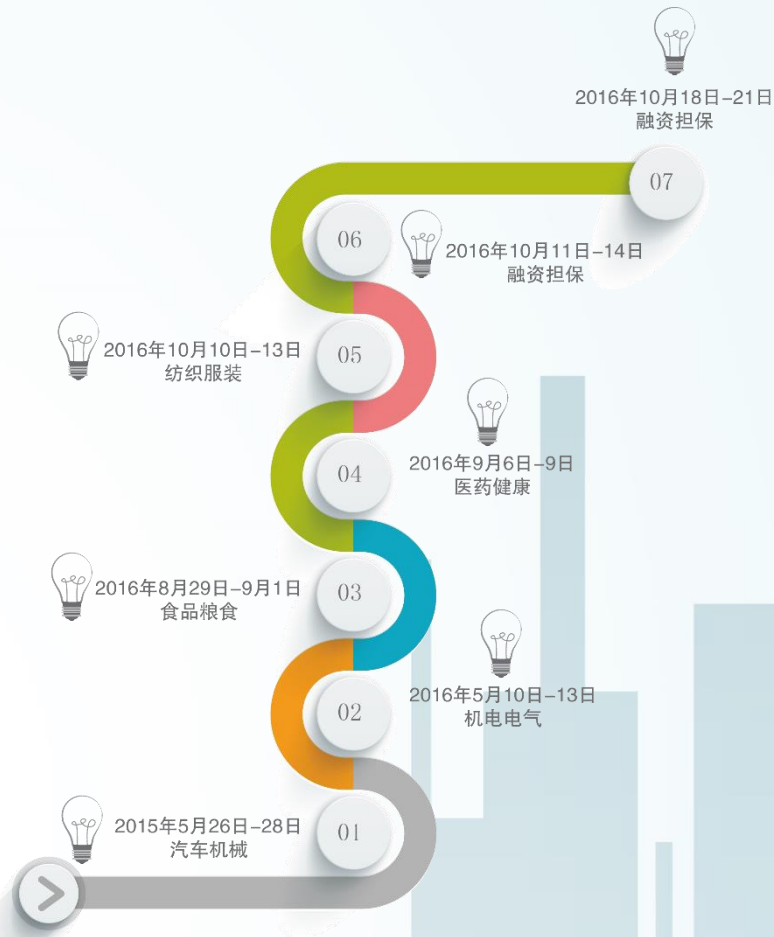 2016年10月18日-21日
融资担保
07
06
2016年10月11日-14日
融资担保
2016年10月10日-13日
纺织服装
05
04
2016年9月6日-9日
医药健康
2016年8月29日-9月1日
食品粮食
03
2016年5月10日-13日
机电电气
02
2015年5月26日-28日
汽车机械
01